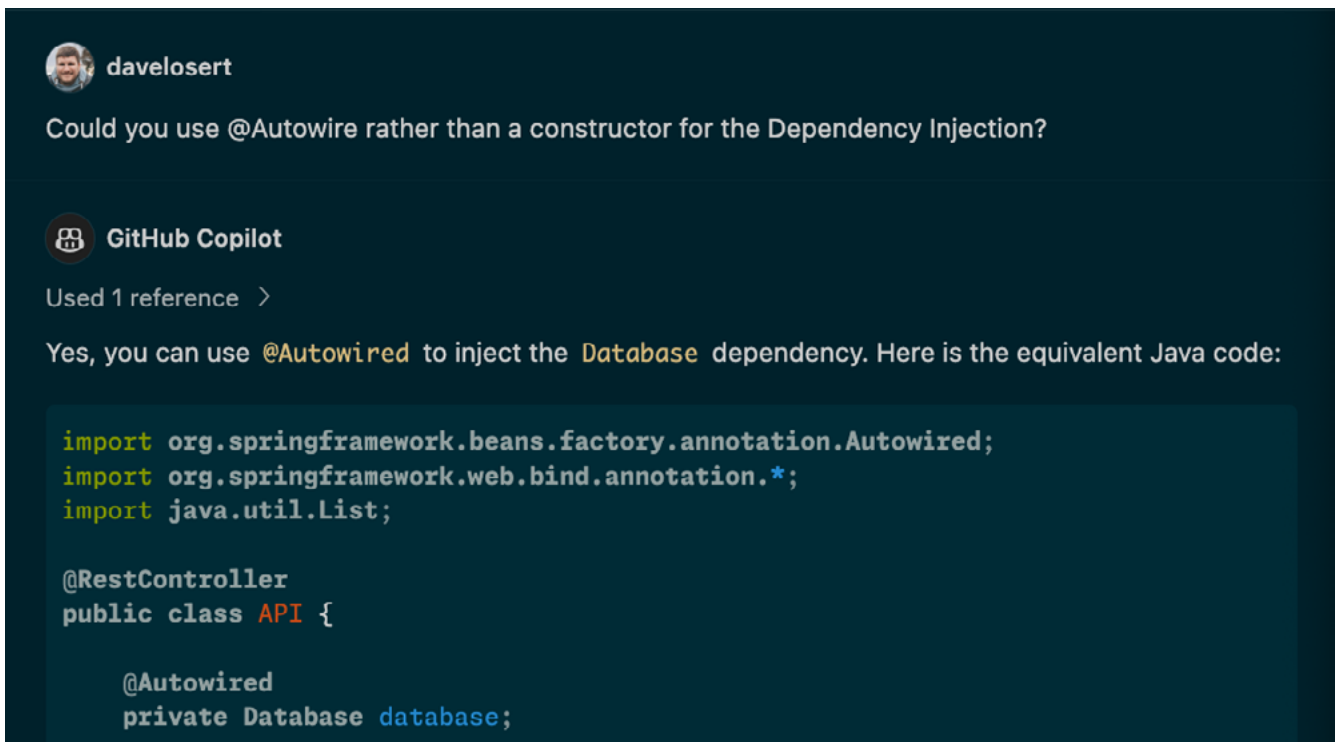 davelosert
Could you use @Autowire rather than a constructor for the Dependency Injection?
GitHub Copilot
Used 1 reference >
Yes, you can use @Autowired to inject the Database dependency. Here is the equivalent Java code:
import org.springframework.beans.factory.annotation.Autowired;
import org.springframework.web.bind.annotation.*;
import java.util.List;
@RestController
public class API {
@Autowired
private Database database;